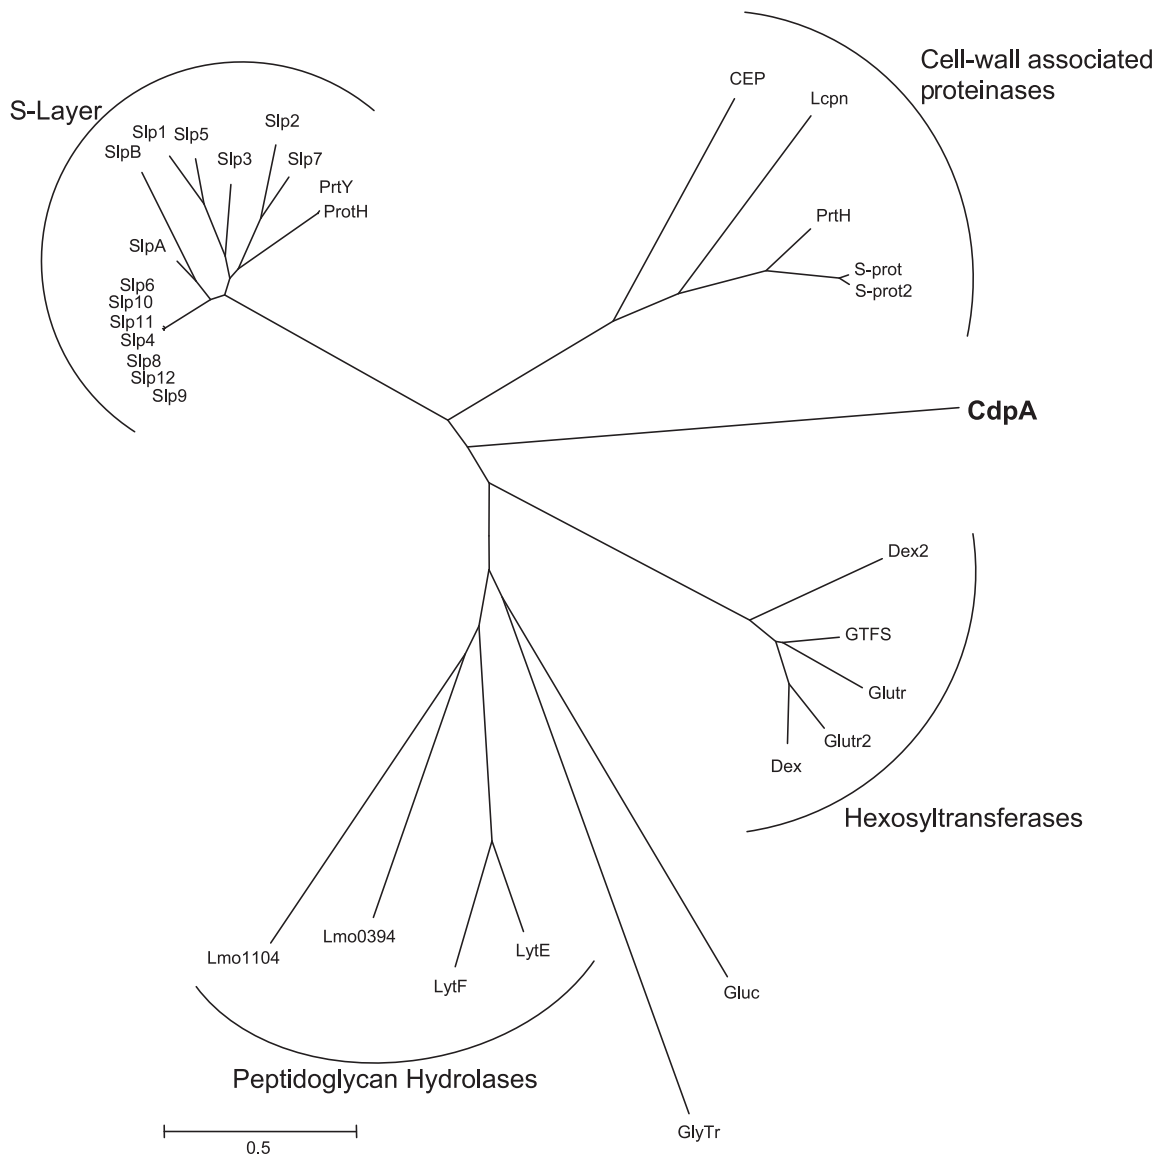 S-Layer
Slp1
Slp5
SlpB
Slp3
Slp2
Slp7
PrtY
ProtH
SlpA
Slp6
Slp10
Slp11
Slp4
Slp8
Slp12
Slp9
CEP
Lcpn
Cell-wall associated
proteinases
PrtH
S-prot
S-prot2
CdpA
Dex2
GTFS
Glutr
Glutr2
Dex
Hexosyltransferases
Lmo1104
Lmo0394
LytF
LytE
Gluc
Peptidoglycan Hydrolases
GlyTr
0.5